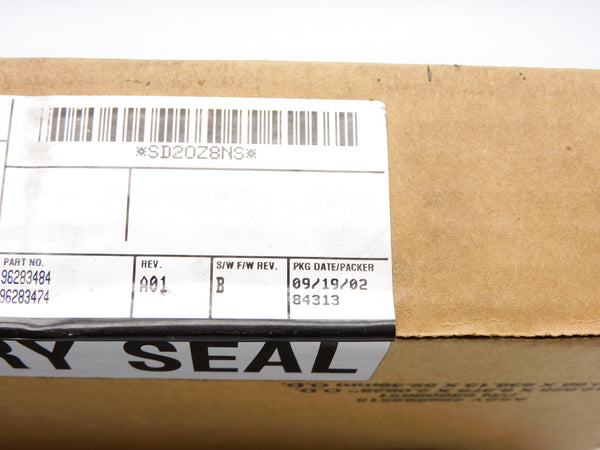 *SD20Z8NS*
PART NO. REV. S/W F/W REV. PKG DATE/PACKER
96283484 A01 B 09/19/02
96283474 84313
RY SEAL